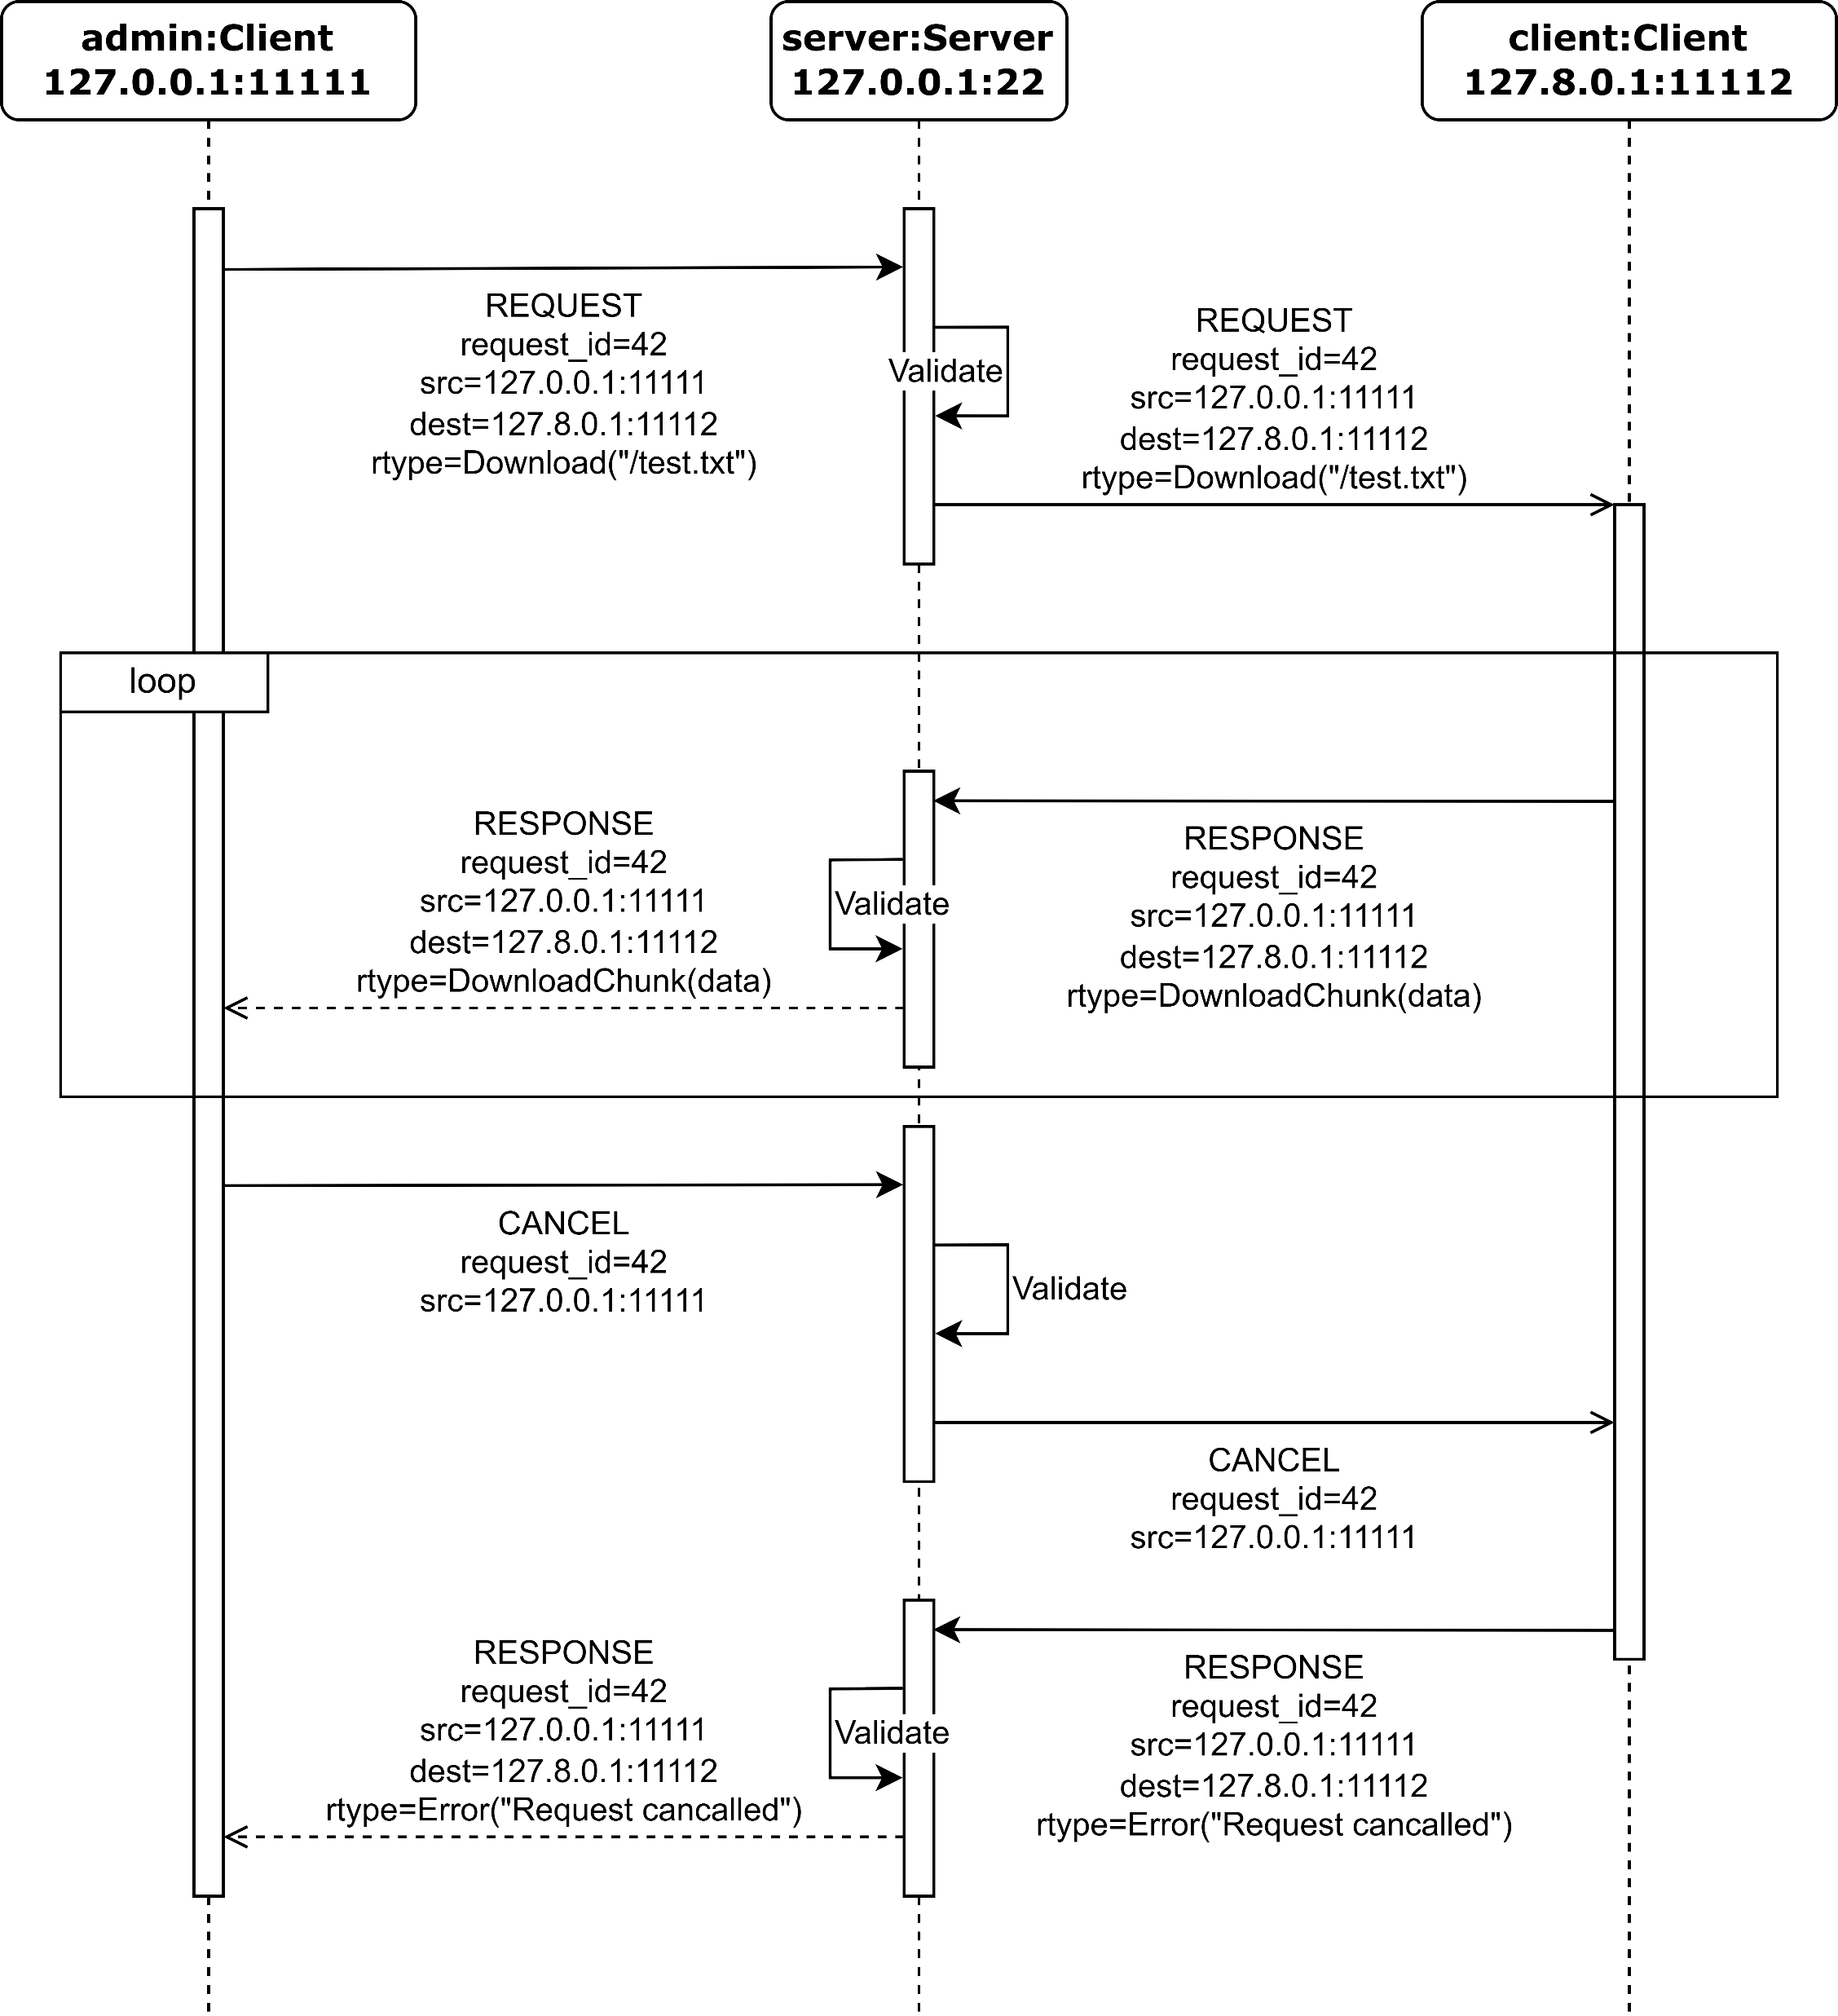 admin:Client
127.0.0.1:11111
server:Server
127.0.0.1:22
client:Client
127.8.0.1:11112
REQUEST
request_id=42
src=127.0.0.1:11111
dest=127.8.0.1:11112
rtype=Download("/test.txt")
Validate
REQUEST
request_id=42
src=127.0.0.1:11111
dest=127.8.0.1:11112
rtype=Download("/test.txt")
loop
RESPONSE
request_id=42
src=127.0.0.1:11111
dest=127.8.0.1:11112
rtype=DownloadChunk(data)
Validate
RESPONSE
request_id=42
src=127.0.0.1:11111
dest=127.8.0.1:11112
rtype=DownloadChunk(data)
CANCEL
request_id=42
src=127.0.0.1:11111
Validate
CANCEL
request_id=42
src=127.0.0.1:11111
RESPONSE
request_id=42
src=127.0.0.1:11111
dest=127.8.0.1:11112
rtype=Error("Request cancalled")
Validate
RESPONSE
request_id=42
src=127.0.0.1:11111
dest=127.8.0.1:11112
rtype=Error("Request cancalled")